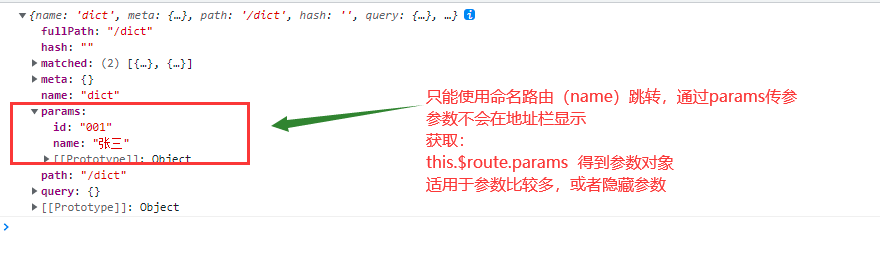 {name: 'dict', meta: {…}, path: '/dict', hash: '', query: {…}, …} i
fullPath: "/dict"
hash: ""
matched: (2) [{…}, {…}]
meta: {}
name: "dict"
params:
id: "001"
name: "张三"
[[Prototype]]: Object
path: "/dict"
query: {}
[[Prototype]]: Object
只能使用命名路由（name）跳转，通过params传参
参数不会在地址栏显示
获取：
this.$route.params 得到参数对象
适用于参数比较多，或者隐藏参数